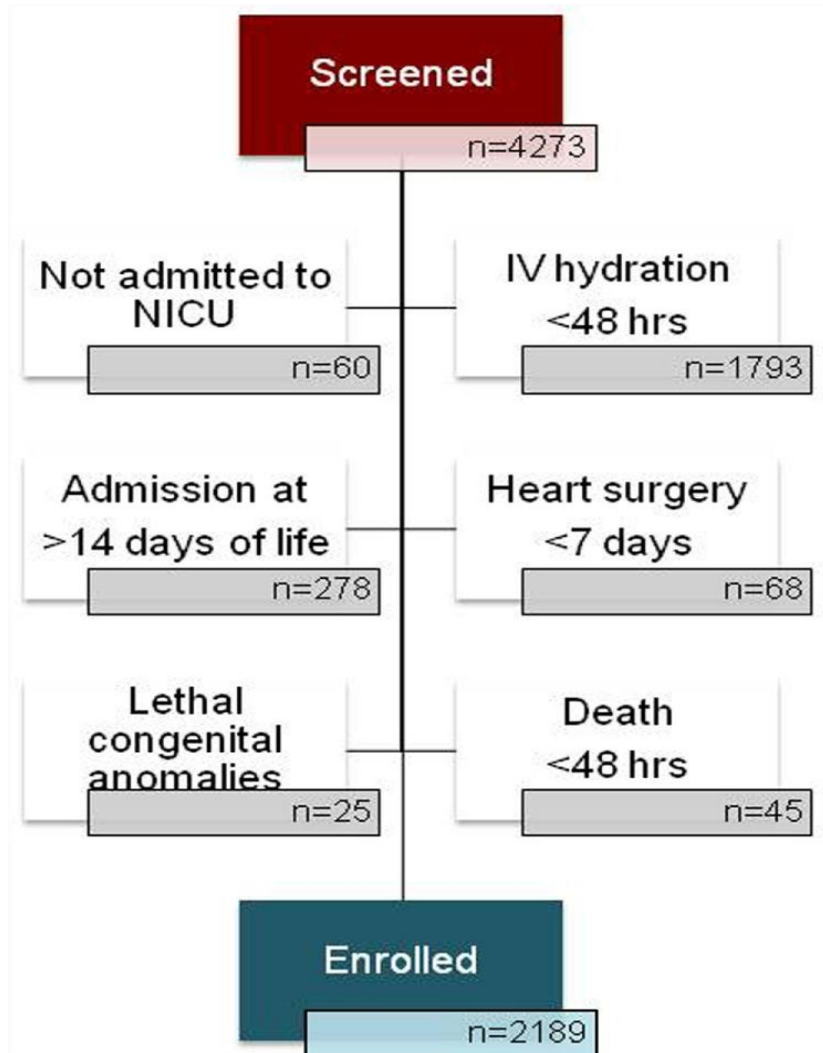 Screened
n=4273
Not admitted to
NICU
n=60
IV hydration
<48 hrs
n=1793
Admission at
>14 days of life
n=278
Heart surgery
<7 days
n=68
Lethal
congenital
anomalies
n=25
Death
<48 hrs
n=45
Enrolled
n=2189